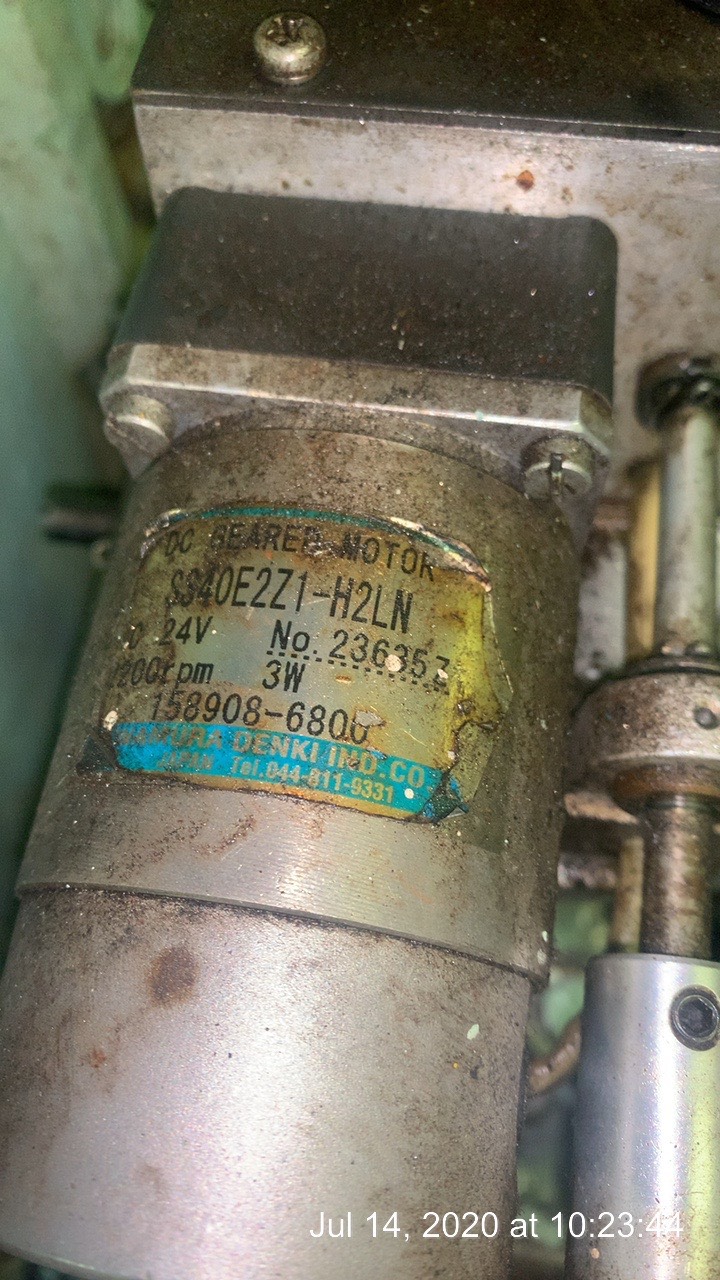 DC GEARED MOTOR
SS40E2Z1-H2LN
24V No. 236357
3W
158908-6800
DENKI IND.CO.
JAPAN Tel.044-811-9331
Jul 14, 2020 at 10:23:44